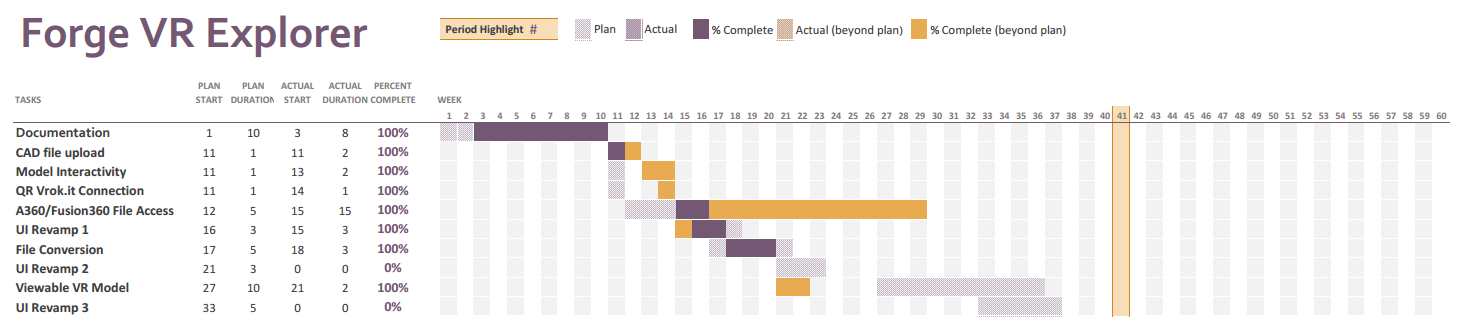 Forge VR Explorer
Period Highlight # Plan Actual % Complete Actual (beyond plan) % Complete (beyond plan)
PLAN PLAN ACTUAL ACTUAL PERCENT
TASKS START DURATION START DURATION COMPLETE WEEK
1 2 3 4 5 6 7 8 9 10 11 12 13 14 15 16 17 18 19 20 21 22 23 24 25 26 27 28 29 30 31 32 33 34 35 36 37 38 39 40 41 42 43 44 45 46 47 48 49 50 51 52 53 54 55 56 57 58 59 60
Documentation 1 10 3 8 100%
CAD file upload 11 1 11 2 100%
Model Interactivity 11 1 13 2 100%
QR Vrok.it Connection 11 1 14 1 100%
A360/Fusion360 File Access 12 5 15 15 100%
UI Revamp 1 16 3 15 3 100%
File Conversion 17 5 18 3 100%
UI Revamp 2 21 3 0 0 0%
Viewable VR Model 27 10 21 2 100%
UI Revamp 3 33 5 0 0 0%